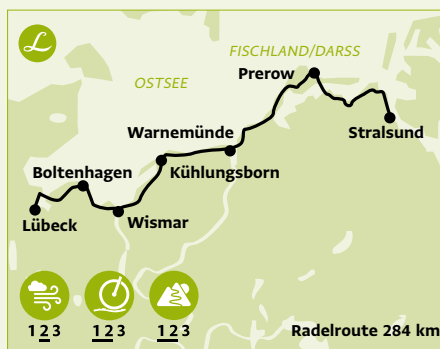 L
FISCHLAND/DARSS
Prerow
OSTSEE
Warnemünde
Stralsund
Boltenhagen
Kühlungsborn
Lübeck
Wismar
1 2 3
1 2 3
1 2 3
Radelroute 284 km